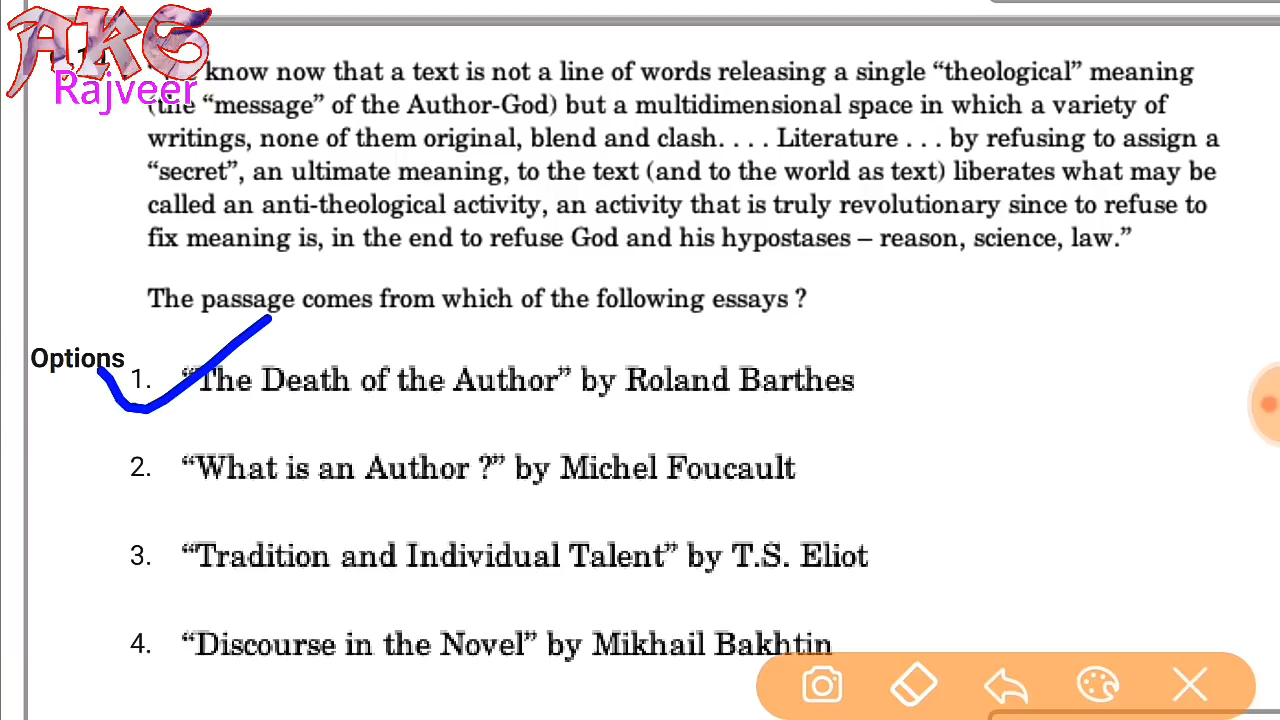 AKS
Rajveer
know now that a text is not a line of words releasing a single “theological” meaning
(the “message” of the Author-God) but a multidimensional space in which a variety of
writings, none of them original, blend and clash. . . . Literature . . . by refusing to assign a
“secret”, an ultimate meaning, to the text (and to the world as text) liberates what may be
called an anti-theological activity, an activity that is truly revolutionary since to refuse to
fix meaning is, in the end to refuse God and his hypostases – reason, science, law.”
The passage comes from which of the following essays ?
Options
1. “The Death of the Author” by Roland Barthes
2. “What is an Author ?” by Michel Foucault
3. “Tradition and Individual Talent” by T.S. Eliot
4. “Discourse in the Novel” by Mikhail Bakhtin